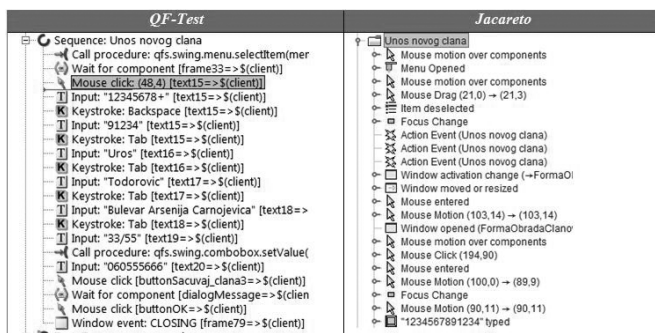 QF-Test
Sequence: Unos novog clana
Call procedure: qfs.swing.menu.selectItem(mer
Wait for component [frame33=>$(client)]
Mouse click: (48,4) [text15=>$(client)]
Input: "12345678+" [text15=>$(client)]
Keystroke: Backspace [text15=>$(client)]
Input: "91234" [text15=>$(client)]
Keystroke: Tab [text15=>$(client)]
Input: "Uros" [text16=>$(client)]
Keystroke: Tab [text16=>$(client)]
Input: "Todorovic" [text17=>$(client)]
Keystroke: Tab [text17=>$(client)]
Input: "Bulevar Arsenija Carnojevica" [text18=>
Keystroke: Tab [text18=>$(client)]
Input: "33/55" [text19=>$(client)]
Call procedure: qfs.swing.combobox.setValue(
Input: "060555666" [text20=>$(client)]
Mouse click [buttonSacuvaj_clana3=>$(client)]
Wait for component [dialogMessage=>$(clien
Mouse click [buttonOK=>$(client)]
Window event: CLOSING [frame79=>$(client)]
Jacareto
Unos novog clana
Mouse motion over components
Menu Opened
Mouse motion over components
Mouse Drag (21,0) → (21,3)
Item deselected
Focus Change
Action Event (Unos novog clana)
Action Event (Unos novog clana)
Action Event (Unos novog clana)
Window activation change (→FormaOl
Window moved or resized
Mouse entered
Mouse Motion (103,14) → (103,14)
Window opened (FormaObradaClano
Mouse motion over components
Mouse Click (194,90)
Mouse entered
Mouse Motion (100,0) → (89,9)
Focus Change
Mouse Motion (90,11) → (90,11)
"1234567891234" typed